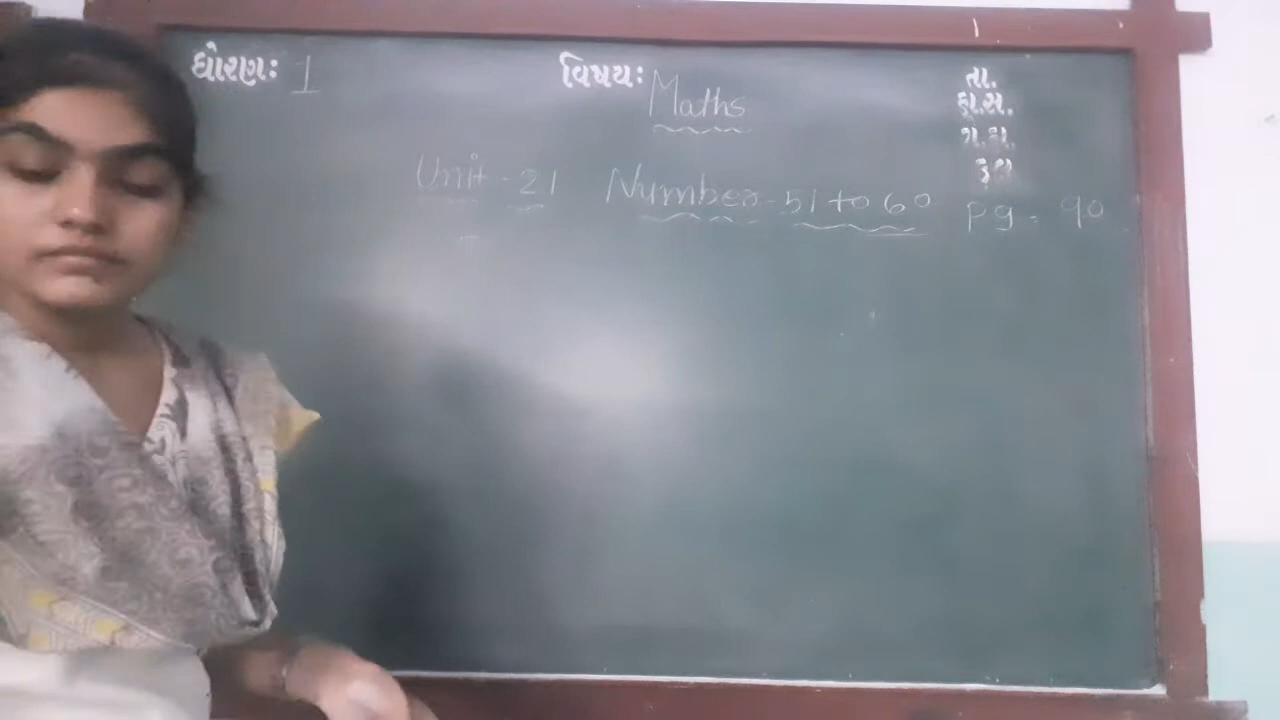 ધોરણ: 1
વિષય: Maths
તા.
હા.સ.
ગે.હા.
કુલ
Unit - 21 Number - 51 to 60 pg. 90